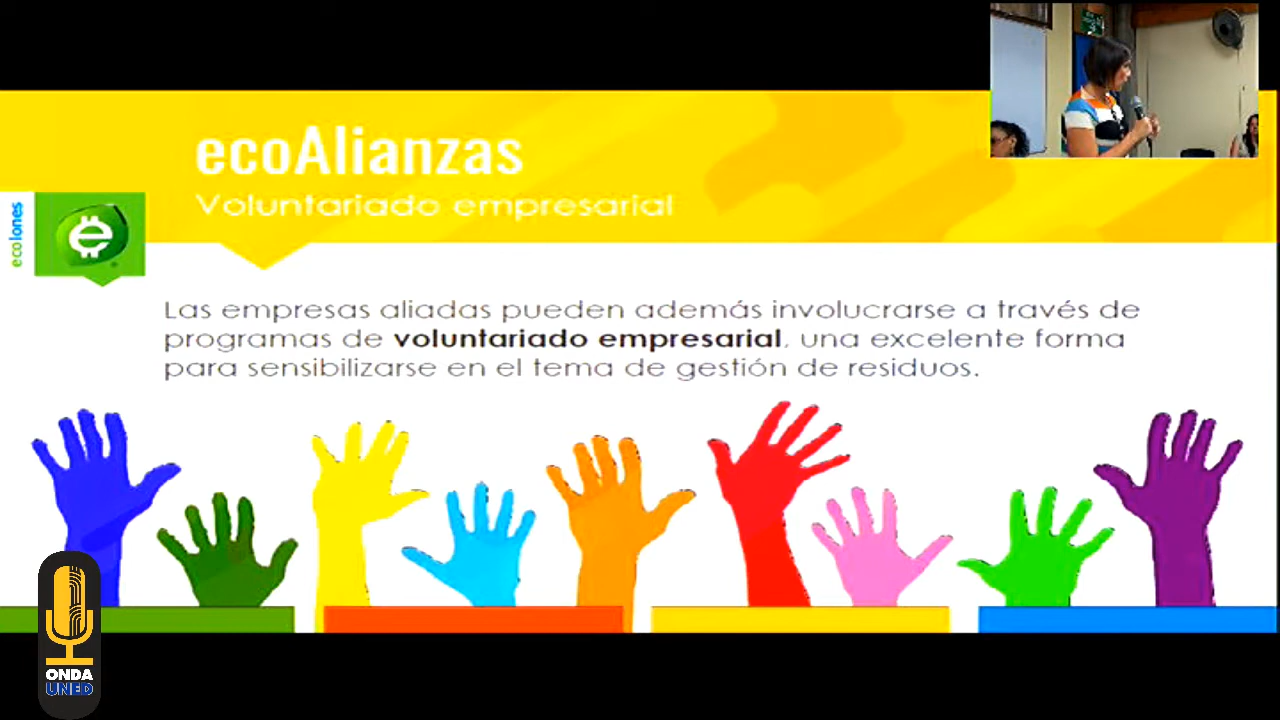 ecoAlianzas
Voluntariado empresarial
ecolones
Las empresas aliadas pueden además involucrarse a través de
programas de voluntariado empresarial, una excelente forma
para sensibilizarse en el tema de gestión de residuos.
ONDA
UNED